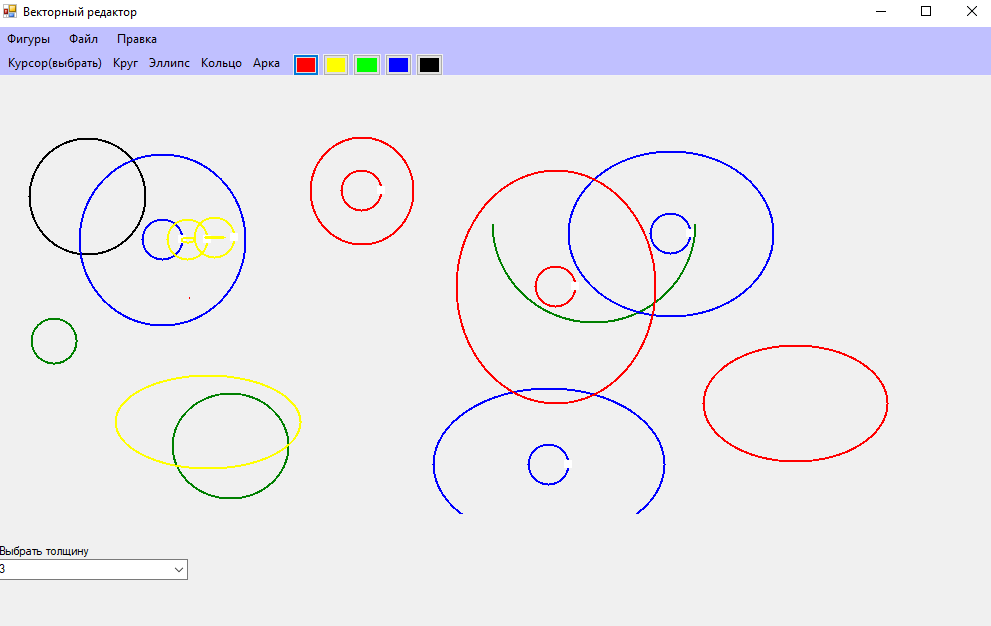 Векторный редактор
Фигуры Файл Правка
Курсор(выбрать) Круг Эллипс Кольцо Арка
Выбрать толщину
3